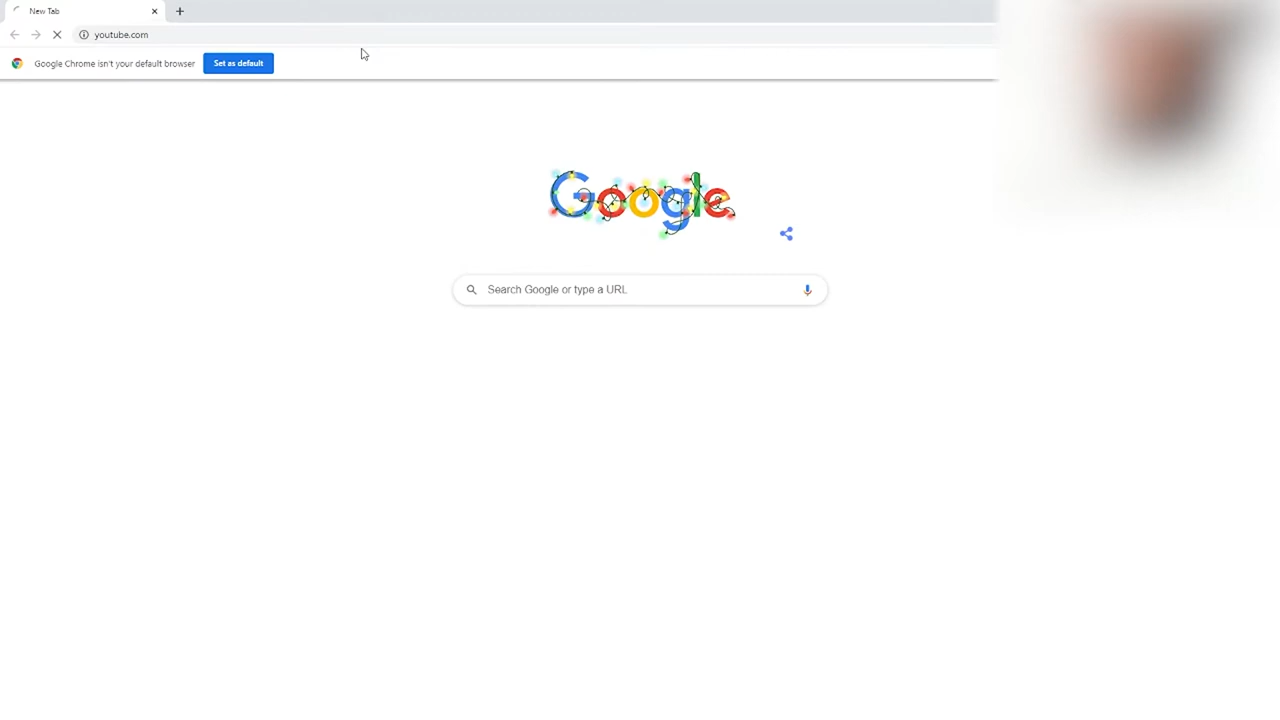 New Tab
youtube.com
Google Chrome isn't your default browser Set as default
Google
Search Google or type a URL